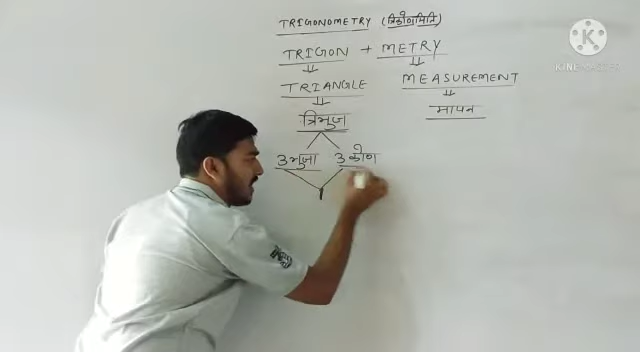 TRIGONOMETRY (त्रिकोणमिति)
TRIGON + METRY
TRIANGLE MEASUREMENT
त्रिभुज मापन
3 भुजा 3 कोण
K
KINEMASTER